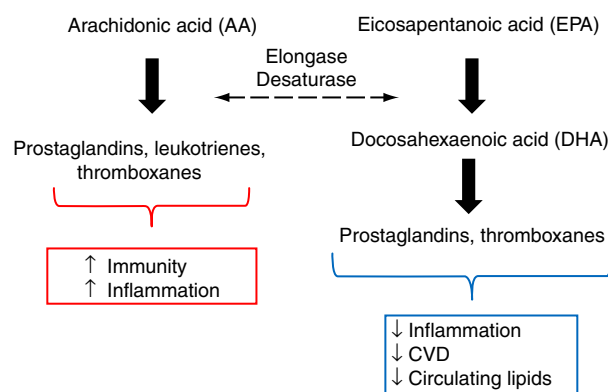 Arachidonic acid (AA)
Eicosapentanoic acid (EPA)
Elongase
Desaturase
Prostaglandins, leukotrienes,
thromboxanes
Docosahexaenoic acid (DHA)
Prostaglandins, thromboxanes
↑ Immunity
↑ Inflammation
↓ Inflammation
↓ CVD
↓ Circulating lipids